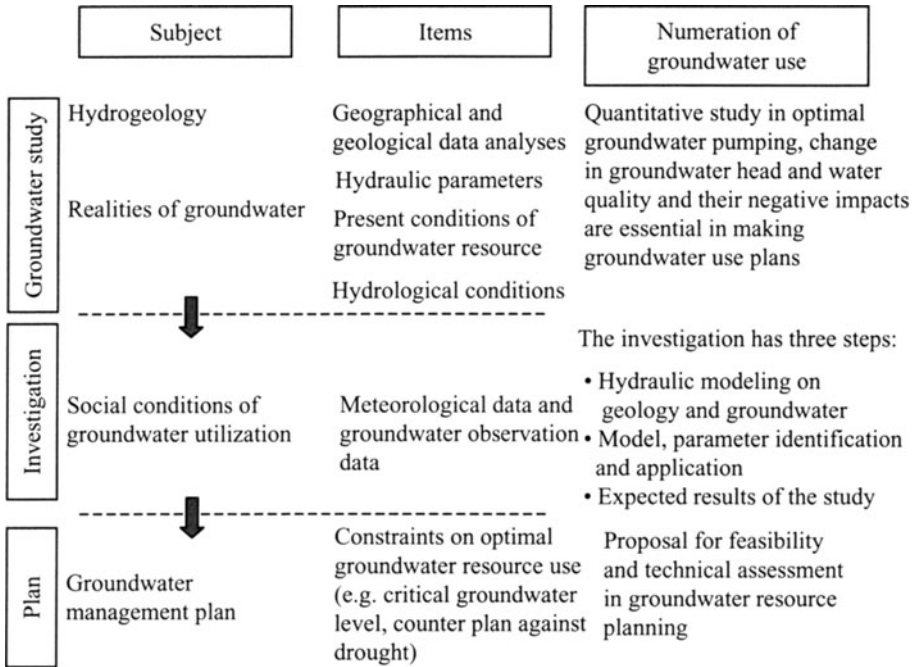 Subject
Items
Numeration of
groundwater use
Groundwater study
Hydrogeology
Realities of groundwater
Geographical and
geological data analyses
Hydraulic parameters
Present conditions of
groundwater resource
Hydrological conditions
Quantitative study in optimal
groundwater pumping, change
in groundwater head and water
quality and their negative impacts
are essential in making
groundwater use plans
Investigation
Social conditions of
groundwater utilization
Meteorological data and
groundwater observation
data
The investigation has three steps:
• Hydraulic modeling on
geology and groundwater
• Model, parameter identification
and application
• Expected results of the study
Plan
Groundwater
management plan
Constraints on optimal
groundwater resource use
(e.g. critical groundwater
level, counter plan against
drought)
Proposal for feasibility
and technical assessment
in groundwater resource
planning